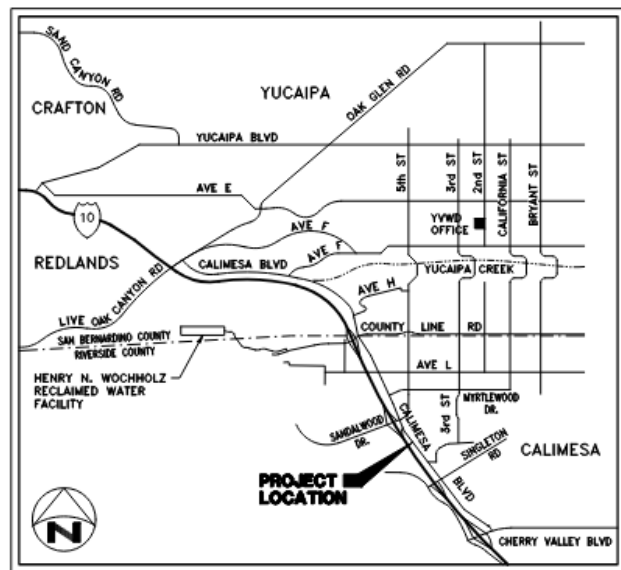 SAND CANYON RD
CRAFTON
YUCAIPA
OAK GLEN RD
YUCAIPA BLVD
5th ST
3rd ST
2nd ST
CALIFORNIA ST
BRYANT ST
AVE E
10
YVWD
OFFICE
AVE F
AVE F
REDLANDS
CALIMESA BLVD
YUCAIPA CREEK
LIVE OAK CANYON RD
AVE H
SAN BERNARDINO COUNTY
RIVERSIDE COUNTY
COUNTY LINE RD
HENRY N. WOCHHOLZ
RECLAIMED WATER
FACILITY
AVE L
3rd ST
MYRTLEWOOD
DR.
SANDALWOOD
DR.
CALIMESA BLVD
SINGLETON
RD
CALIMESA
PROJECT
LOCATION
N
CHERRY VALLEY BLVD